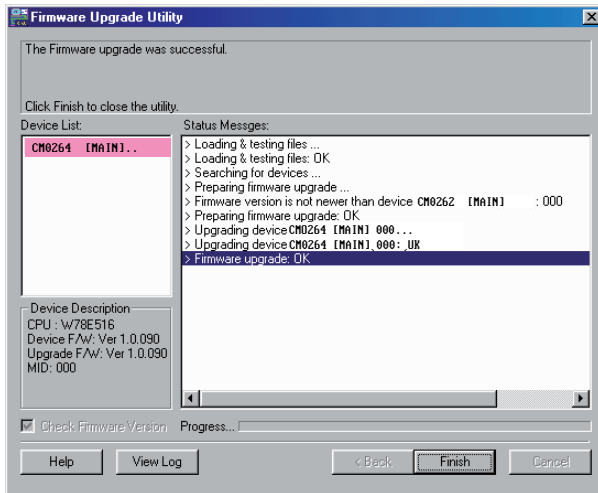 Firmware Upgrade Utility
The Firmware upgrade was successful.
Click Finish to close the utility.
Device List:
Status Messges:
CM0264 [MAIN]..
> Loading & testing files ...
> Loading & testing files: OK
> Searching for devices ...
> Preparing firmware upgrade ...
> Firmware version is not newer than device CM0262 [MAIN] : 000
> Preparing firmware upgrade: OK
> Upgrading device CM0264 [MAIN] 000...
> Upgrading device CM0264 [MAIN] 000: UK
> Firmware upgrade: OK
Device Description
CPU : W78E516
Device F/W: Ver 1.0.090
Upgrade F/W: Ver 1.0.090
MID: 000
Check Firmware Version
Progress...
Help
View Log
< Back
Finish
Cancel